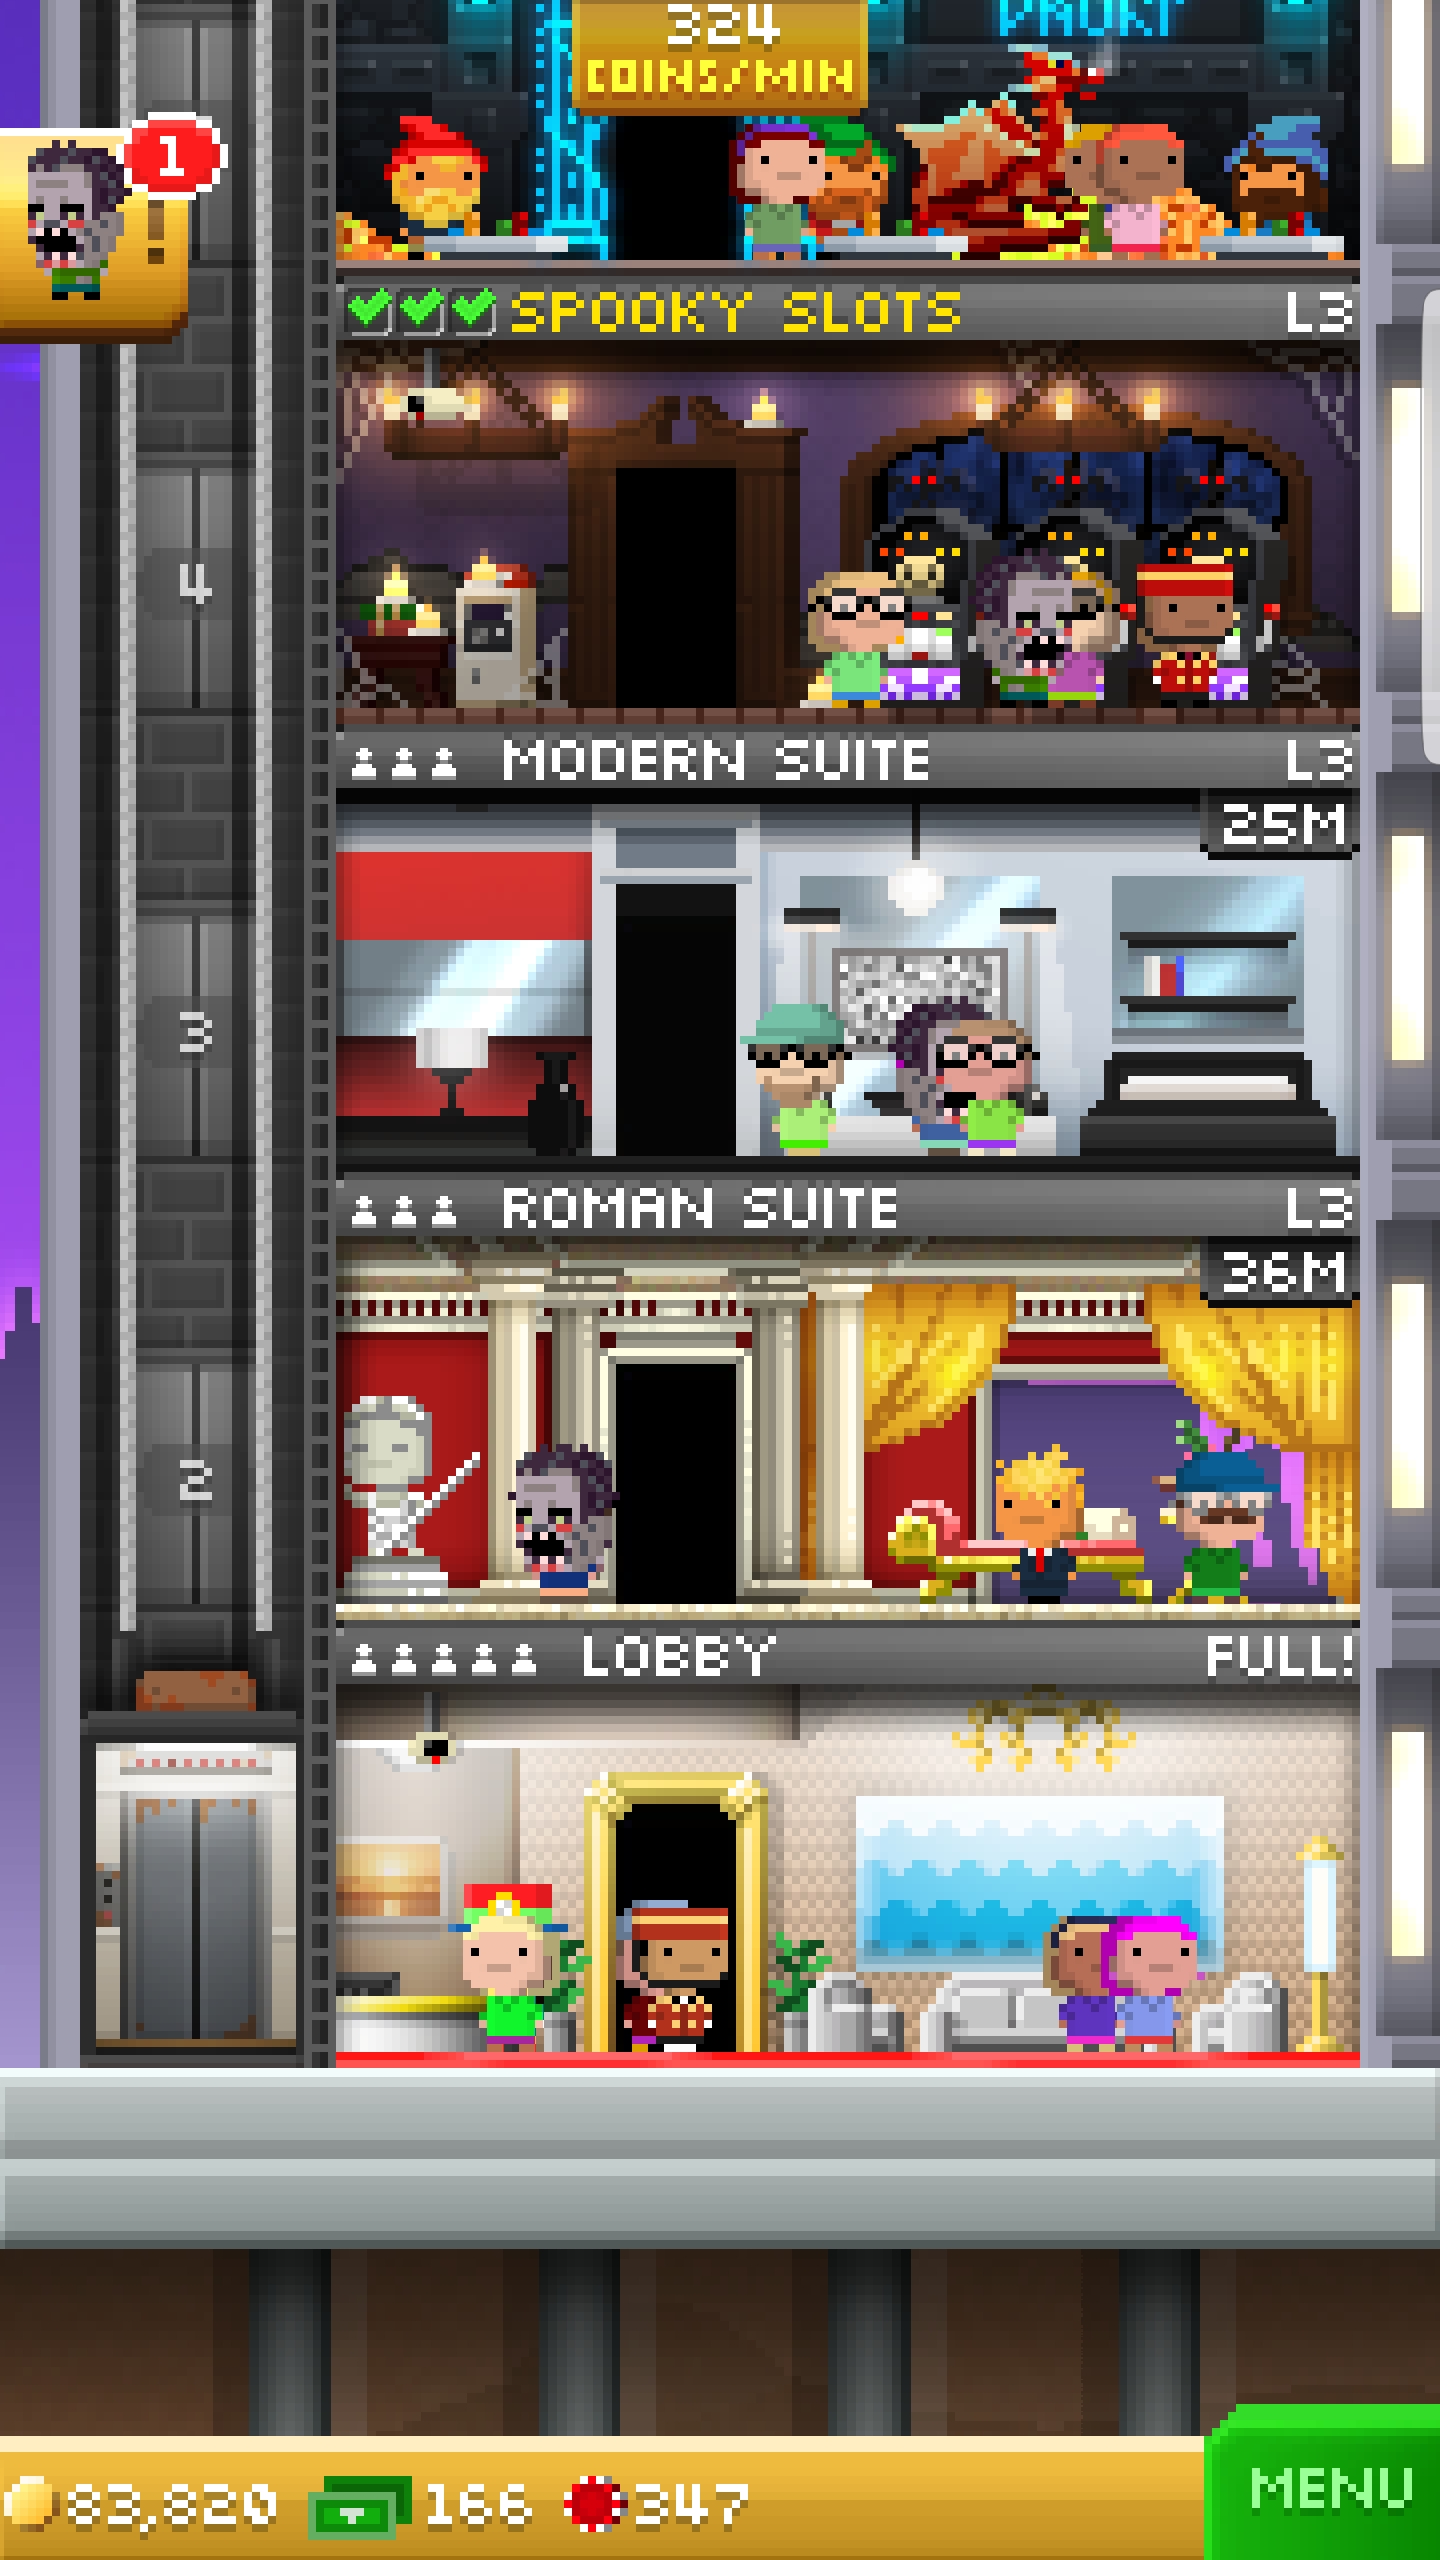 324
COINS/MIN
1
!
SPOOKY SLOTS L3
4
MODERN SUITE L3
25M
3
ROMAN SUITE L3
36M
2
LOBBY FULL!
83,820 166 347
MENU